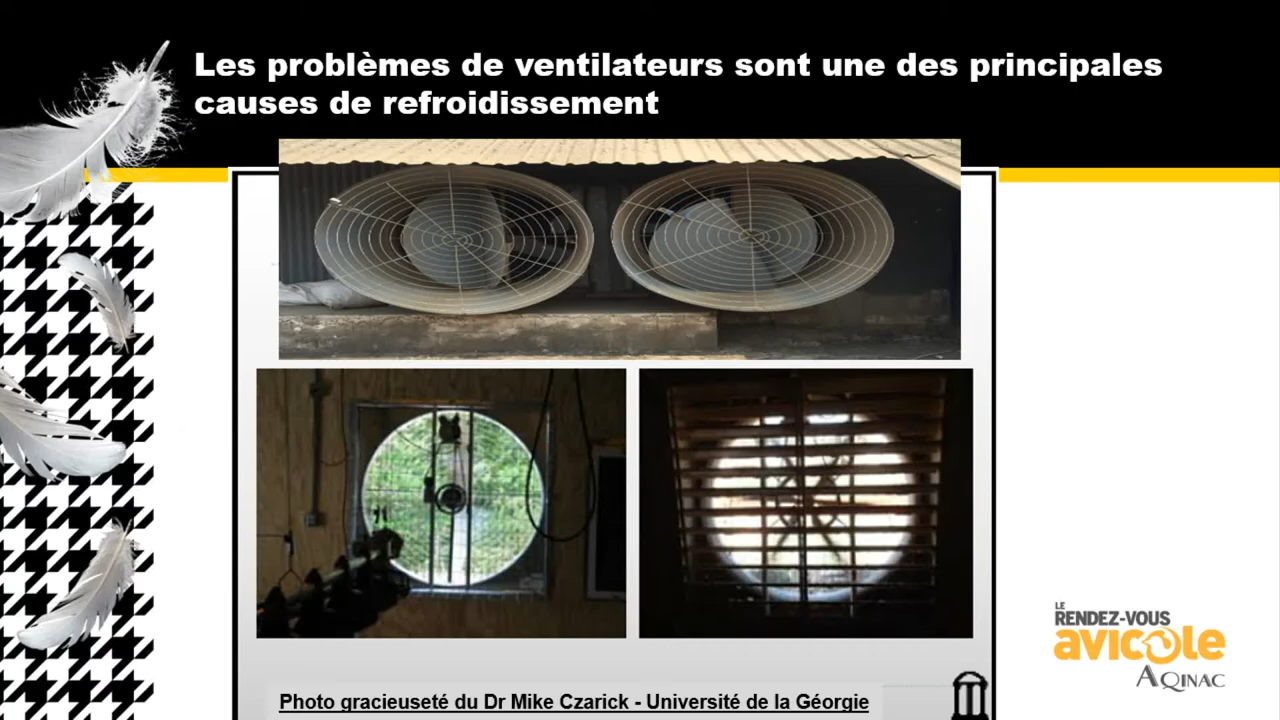 Les problèmes de ventilateurs sont une des principales
causes de refroidissement
Photo gracieuseté du Dr Mike Czarick - Université de la Géorgie
LE
RENDEZ-VOUS
avicole
AQINAC